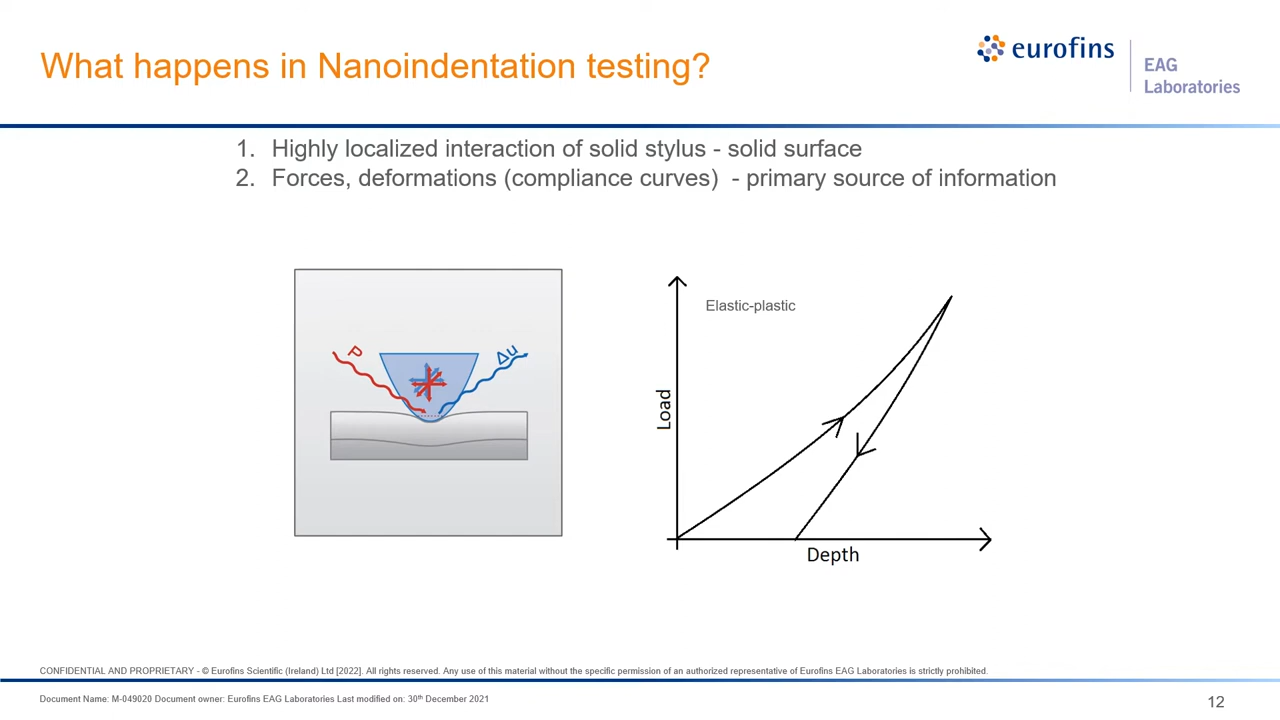 What happens in Nanoindentation testing?
eurofins
EAG
Laboratories
1. Highly localized interaction of solid stylus - solid surface
2. Forces, deformations (compliance curves)  - primary source of information
P
Δu
Elastic-plastic
Load
Depth
CONFIDENTIAL AND PROPRIETARY - © Eurofins Scientific (Ireland) Ltd [2022]. All rights reserved. Any use of this material without the specific permission of an authorized representative of Eurofins EAG Laboratories is strictly prohibited.
Document Name: M-049020 Document owner: Eurofins EAG Laboratories Last modified on: 30th December 2021
12